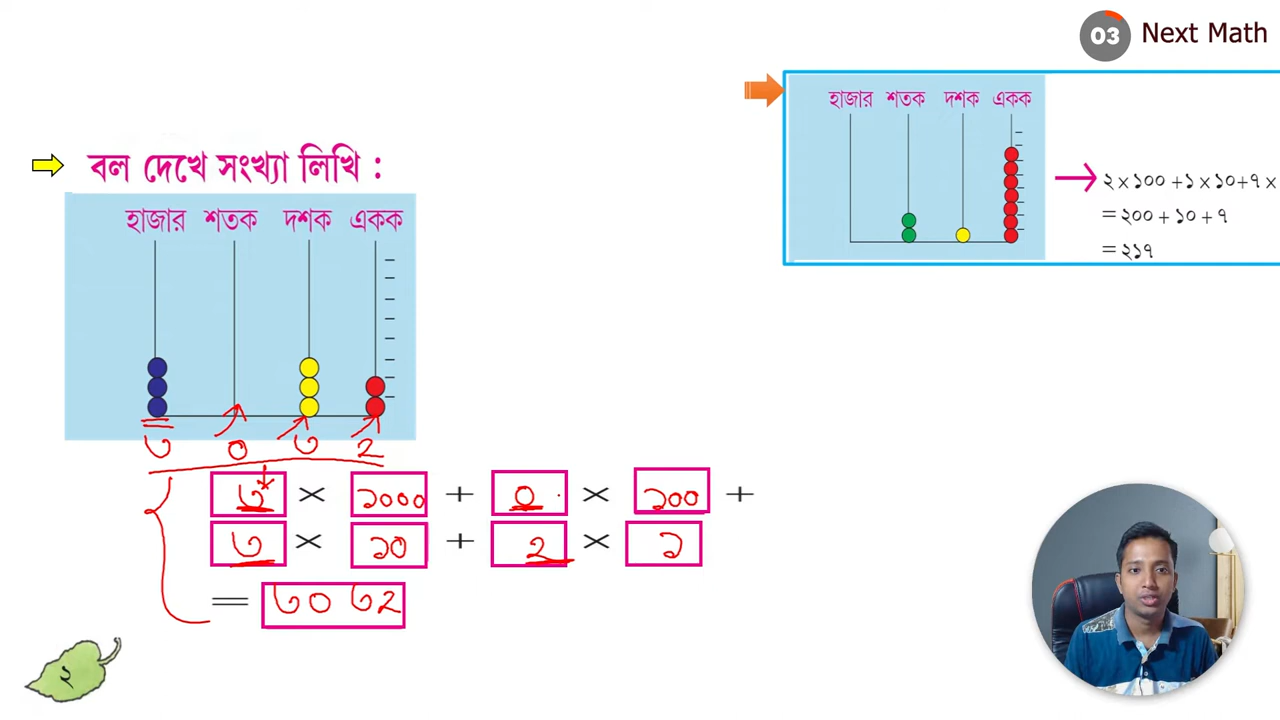 03 Next Math
হাজার শতক দশক একক
২ × ১০০ + ১ × ১০ + ৭ ×
= ২০০ + ১০ + ৭
= ২১৭
বল দেখে সংখ্যা লিখি :
হাজার শতক দশক একক
৩ ০ ৩ ২
৩ × ১০০০ + ০ × ১০০ +
৩ × ১০ + ২ × ১
= ৩০৩২
২